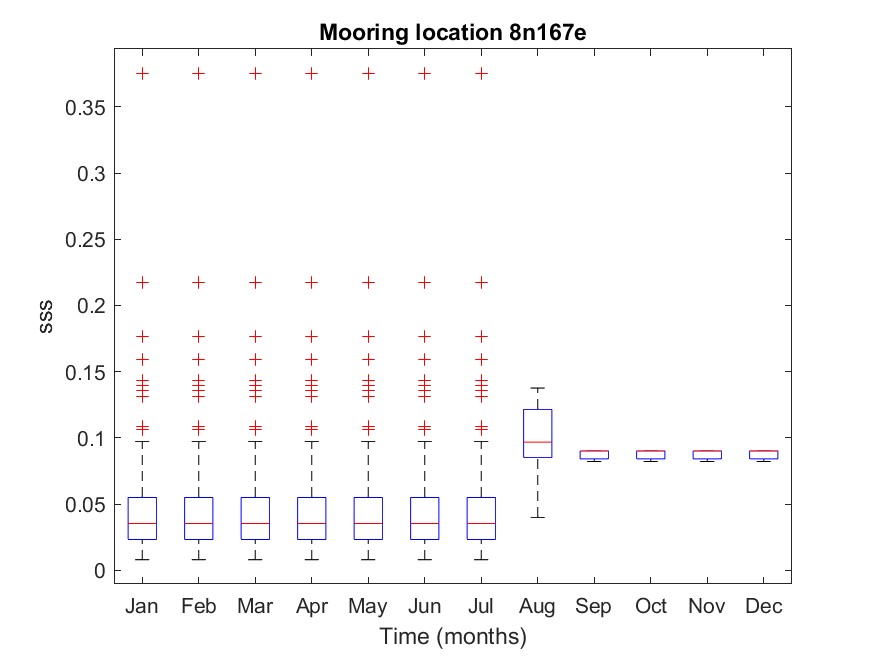 Mooring location 8n167e
0.35
0.3
0.25
0.2
0.15
0.1
0.05
0
sss
Jan Feb Mar Apr May Jun Jul Aug Sep Oct Nov Dec
Time (months)